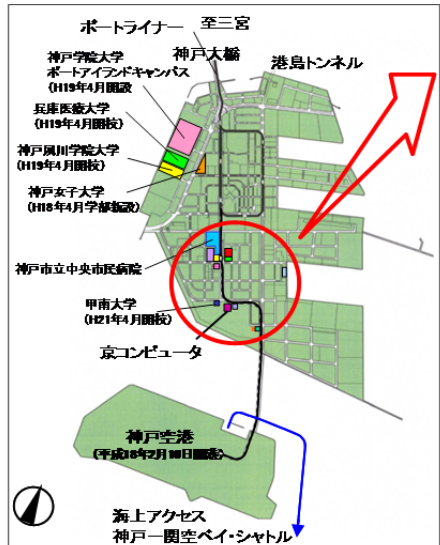 ポートライナー
至三宮
神戸大橋
港島トンネル
神戸学院大学
ポートアイランドキャンパス
(H19年4月開設
兵庫医療大学
(H19年4月開校)
神戸夙川学院大学
(H19年4月開校)
神戸女子大学
(H18年4月学部新設)
神戸市立中央市民病院
甲南大学
(H21年4月開校)
京コンピュータ
神戸空港
(平成18年2月16日開港)
海上アクセス
神戸ー関空ベイ・シャトル